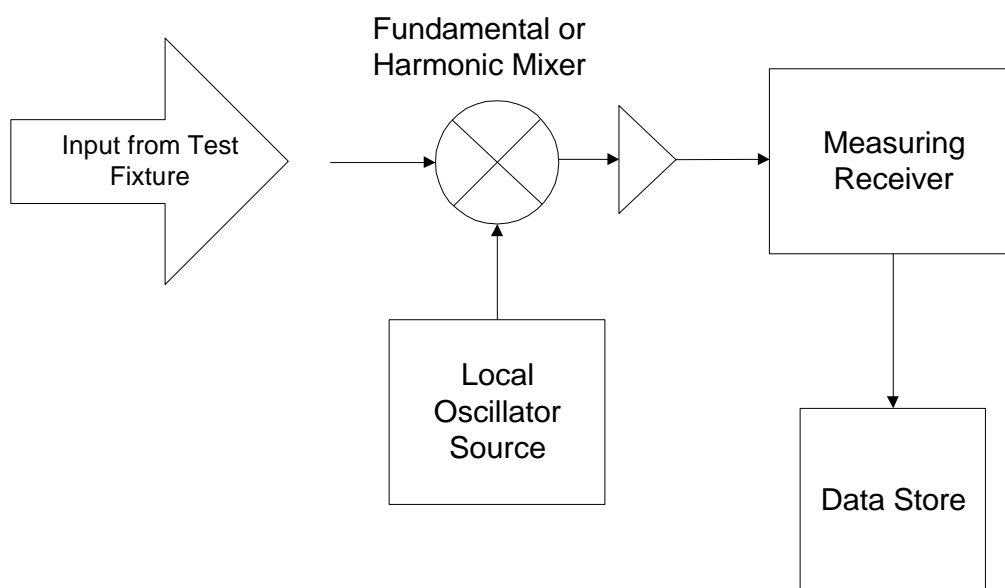 Fundamental or
Harmonic Mixer
Input from Test
Fixture
Measuring
Receiver
Local
Oscillator
Source
Data Store